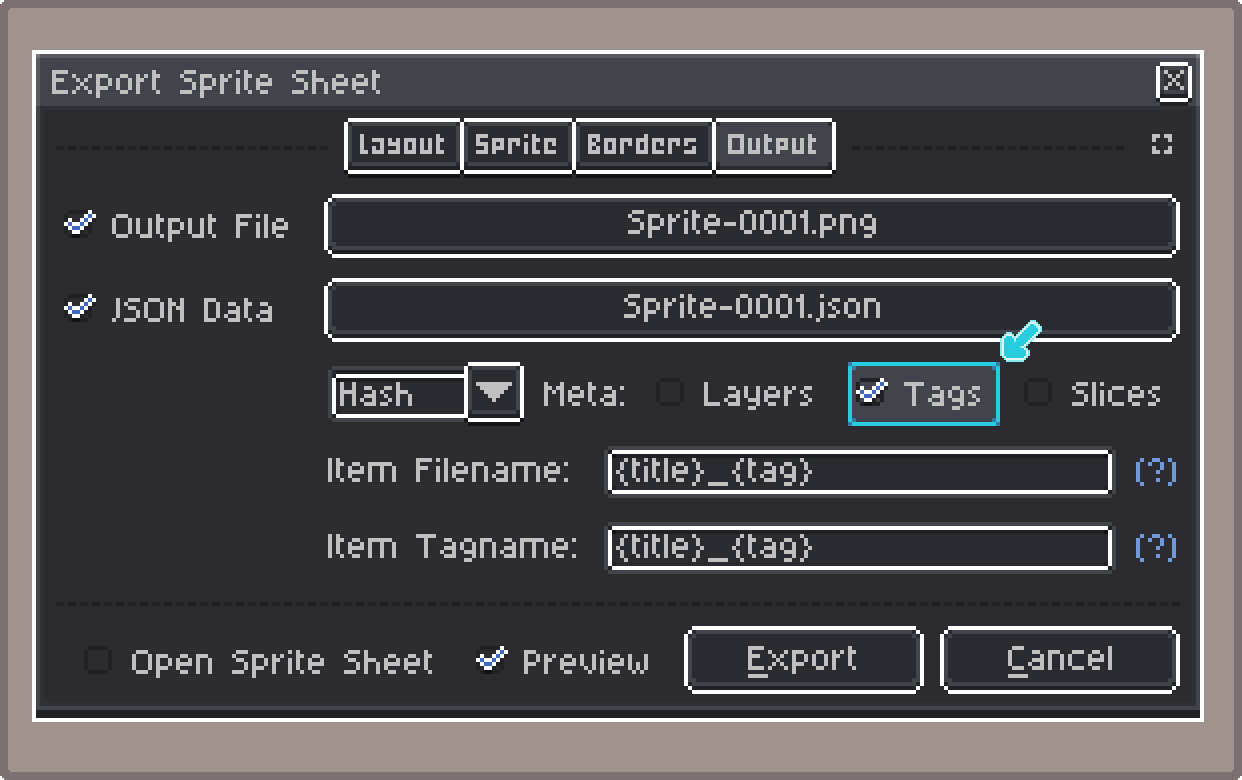 Export Sprite Sheet
Layout Sprite Borders Output
Output File Sprite-0001.png
JSON Data Sprite-0001.json
Hash Meta: Layers Tags Slices
Item Filename: {title}_{tag} (?)
Item Tagname: {title}_{tag} (?)
Open Sprite Sheet Preview Export Cancel